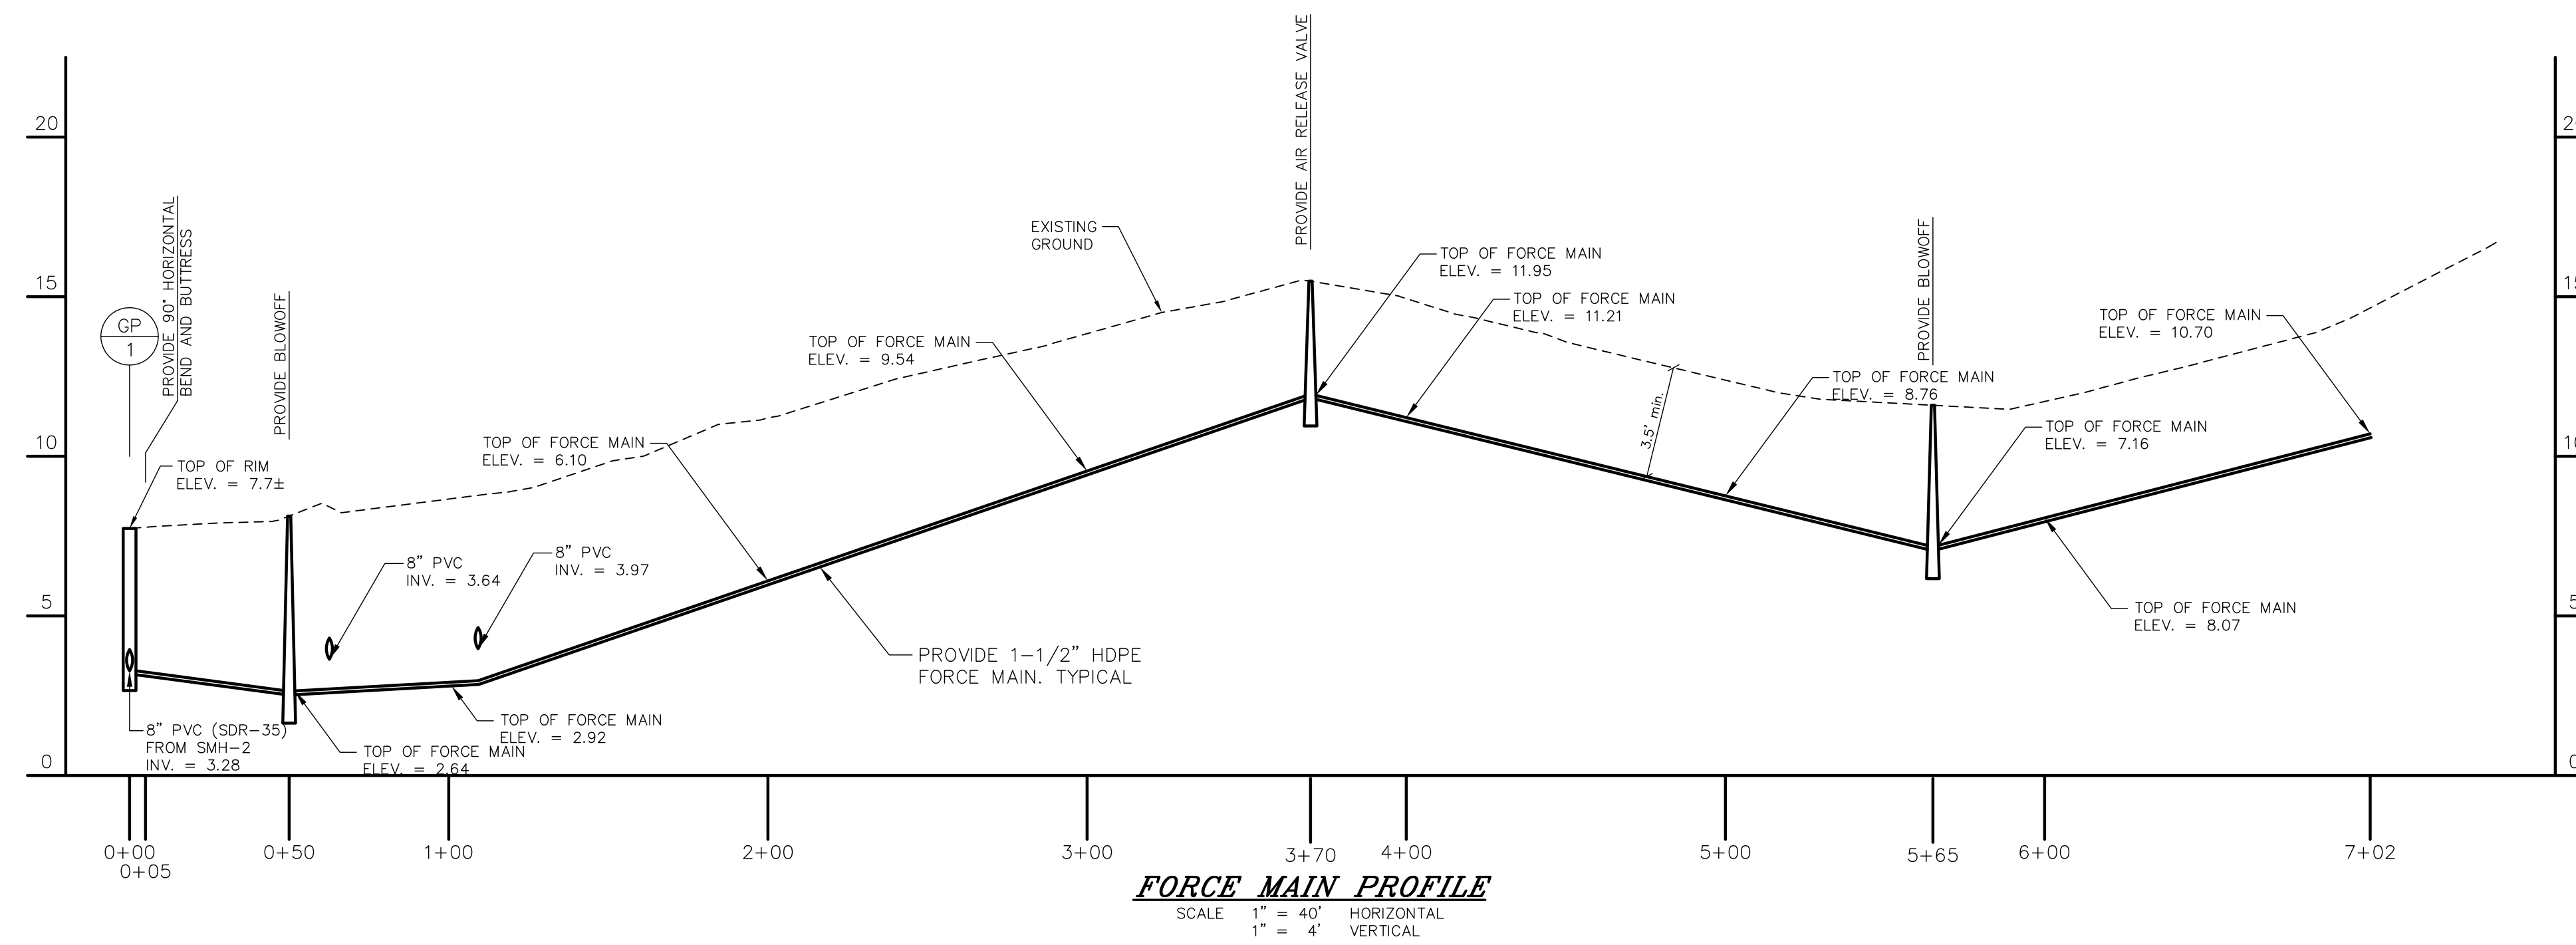 PROVIDE AIR RELEASE VALVE
20
2
PROVIDE 90° HORIZONTAL
BEND AND BUTTRESS
EXISTING
GROUND
PROVIDE BLOWOFF
TOP OF FORCE MAIN
ELEV. = 11.95
15
15
PROVIDE BLOWOFF
TOP OF FORCE MAIN
ELEV. = 11.21
GP
1
TOP OF FORCE MAIN
ELEV. = 10.70
TOP OF FORCE MAIN
ELEV. = 9.54
TOP OF FORCE MAIN
ELEV. = 8.76
3.5' min.
TOP OF FORCE MAIN
ELEV. = 7.16
TOP OF FORCE MAIN
ELEV. = 6.10
10
10
TOP OF RIM
ELEV. = 7.7±
8" PVC
INV. = 3.64
8" PVC
INV. = 3.97
5
5
TOP OF FORCE MAIN
ELEV. = 8.07
PROVIDE 1-1/2" HDPE
FORCE MAIN. TYPICAL
8" PVC (SDR-35)
FROM SMH-2
INV. = 3.28
TOP OF FORCE MAIN
ELEV. = 2.92
TOP OF FORCE MAIN
ELEV. = 2.64
0
0
0+00
0+05
0+50
1+00
2+00
3+00
3+70
4+00
5+00
5+65
6+00
7+02
FORCE MAIN PROFILE
SCALE 1" = 40' HORIZONTAL
1" = 4' VERTICAL